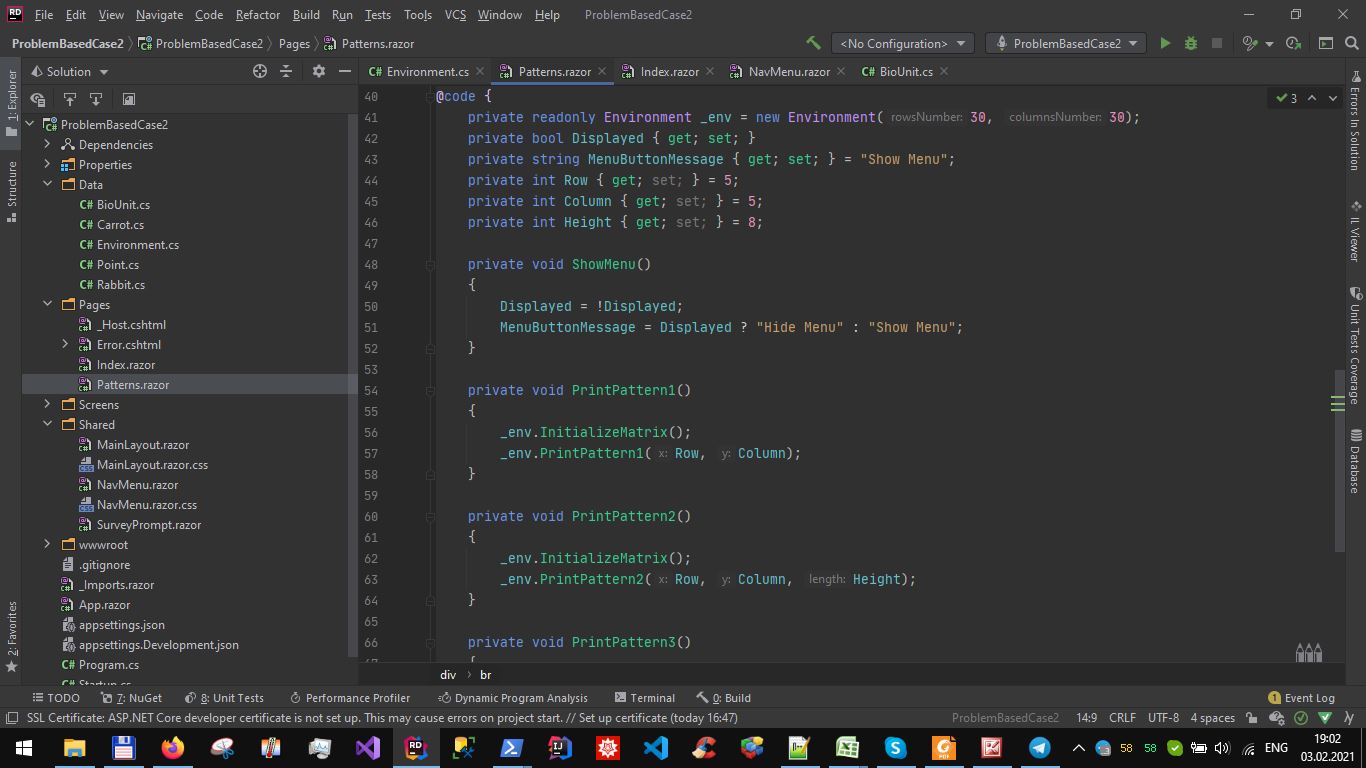 RD File Edit View Navigate Code Refactor Build Run Tests Tools VCS Window Help ProblemBasedCase2
ProblemBasedCase2 ProblemBasedCase2 Pages Patterns.razor <No Configuration> ProblemBasedCase2
Solution Environment.cs Patterns.razor Index.razor NavMenu.razor BioUnit.cs
1: Explorer
Structure
2: Favorites
ProblemBasedCase2
Dependencies
Properties
Data
C# BioUnit.cs
C# Carrot.cs
C# Environment.cs
C# Point.cs
C# Rabbit.cs
Pages
_Host.cshtml
Error.cshtml
Index.razor
Patterns.razor
Screens
Shared
MainLayout.razor
MainLayout.razor.css
NavMenu.razor
NavMenu.razor.css
SurveyPrompt.razor
wwwroot
.gitignore
_Imports.razor
App.razor
appsettings.json
appsettings.Development.json
C# Program.cs
C# Startup.cs
3
40 @code {
41 private readonly Environment _env = new Environment( rowsNumber: 30, columnsNumber: 30);
42 private bool Displayed { get; set; }
43 private string MenuButtonMessage { get; set; } = "Show Menu";
44 private int Row { get; set; } = 5;
45 private int Column { get; set; } = 5;
46 private int Height { get; set; } = 8;
47
48 private void ShowMenu()
49 {
50 Displayed = !Displayed;
51 MenuButtonMessage = Displayed ? "Hide Menu" : "Show Menu";
52 }
53
54 private void PrintPattern1()
55 {
56 _env.InitializeMatrix();
57 _env.PrintPattern1( x: Row, y: Column);
58 }
59
60 private void PrintPattern2()
61 {
62 _env.InitializeMatrix();
63 _env.PrintPattern2( x: Row, y: Column, length: Height);
64 }
65
66 private void PrintPattern3()
67 {
div › br
Errors In Solution
IL Viewer
Unit Tests Coverage
Database
TODO 7: NuGet 8: Unit Tests Performance Profiler Dynamic Program Analysis Terminal 0: Build 1 Event Log
SSL Certificate: ASP.NET Core developer certificate is not set up. This may cause errors on project start. // Set up certificate (today 16:47) ProblemBasedCase2 14:9 CRLF UTF-8 4 spaces
58 58 ENG 19:02
03.02.2021